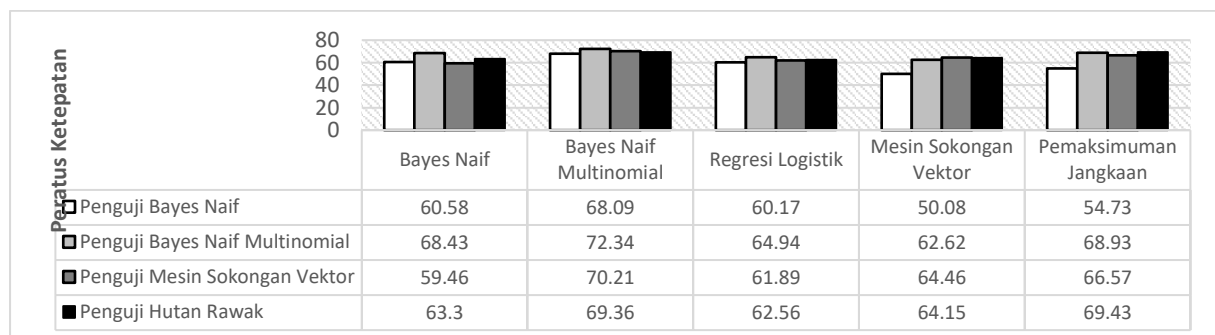 Peratus Ketepatan
80
60
40
20
0
Bayes Naif
Bayes Naif
Multinomial
Regresi Logistik
Mesin Sokongan
Vektor
Pemaksimuman
Jangkaan
Penguji Bayes Naif 60.58 68.09 60.17 50.08 54.73
Penguji Bayes Naif Multinomial 68.43 72.34 64.94 62.62 68.93
Penguji Mesin Sokongan Vektor 59.46 70.21 61.89 64.46 66.57
Penguji Hutan Rawak 63.3 69.36 62.56 64.15 69.43